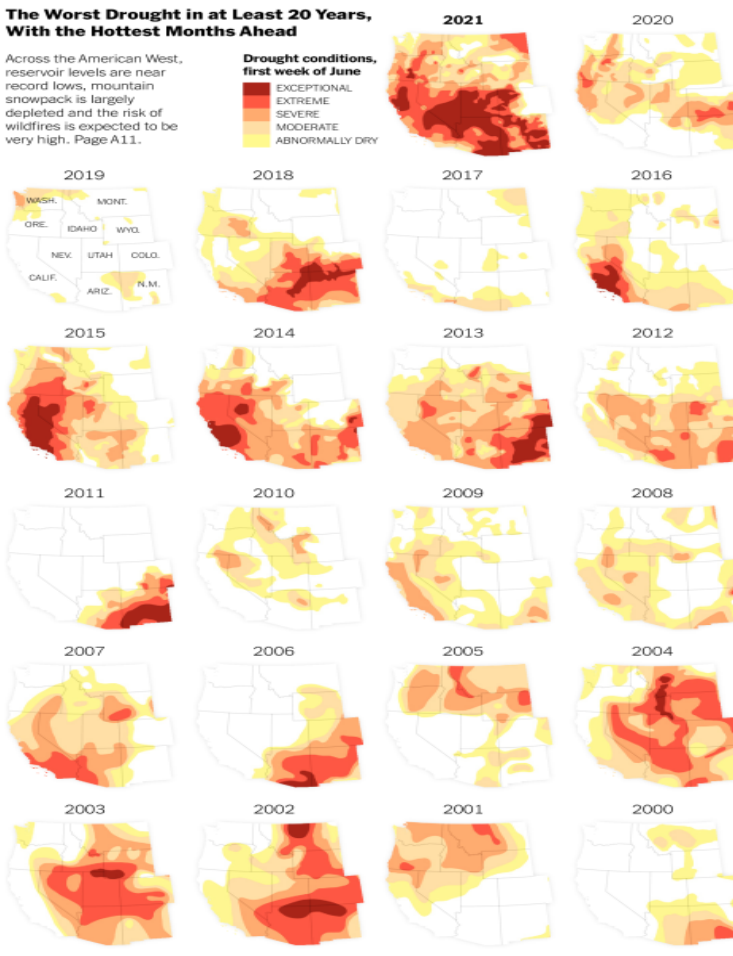 The Worst Drought in at Least 20 Years,
With the Hottest Months Ahead
Across the American West,
reservoir levels are near
record lows, mountain
snowpack is largely
depleted and the risk of
wildfires is expected to be
very high. Page A11.
Drought conditions,
first week of June
EXCEPTIONAL
EXTREME
SEVERE
MODERATE
ABNORMALLY DRY
2021
2020
2019
WASH.
MONT.
ORE.
IDAHO
WYO.
NEV.
UTAH
COLO.
CALIF.
ARIZ.
N.M.
2018
2017
2016
2015
2014
2013
2012
2011
2010
2009
2008
2007
2006
2005
2004
2003
2002
2001
2000